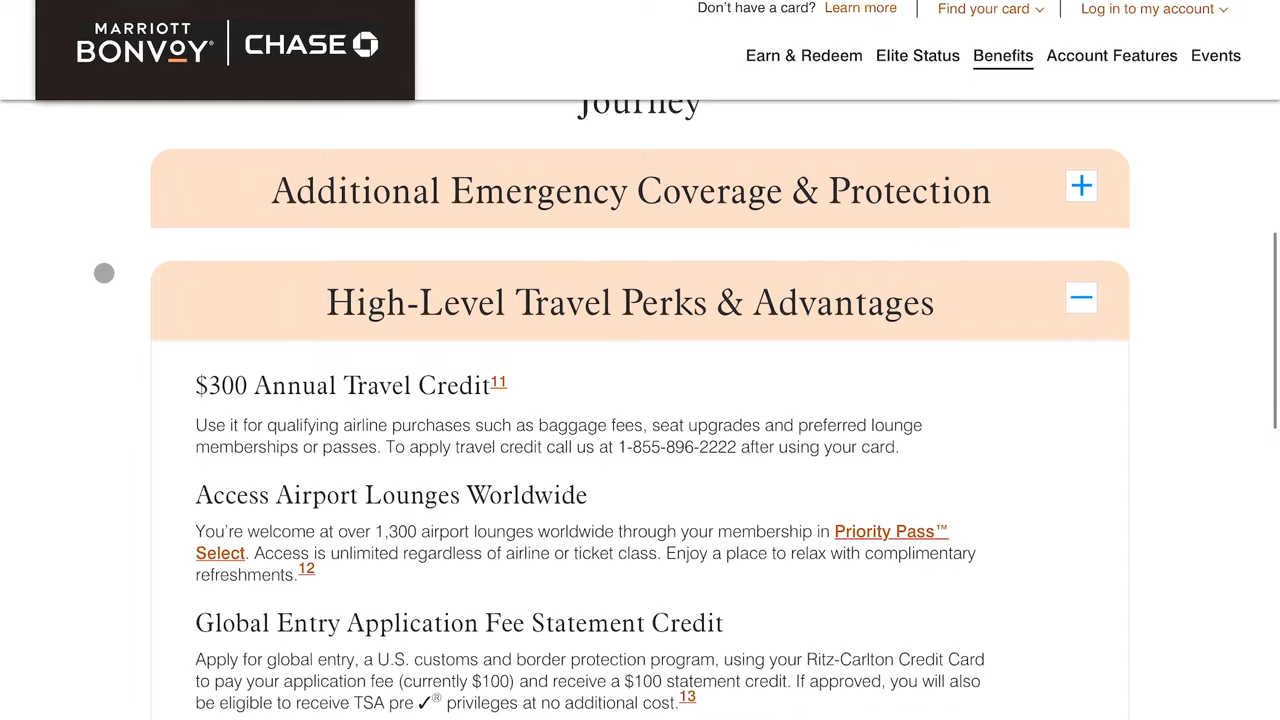 MARRIOTT
BONVOY®
CHASE
Don't have a card? Learn more
Find your card
Log in to my account
Earn & Redeem
Elite Status
Benefits
Account Features
Events
Journey
Additional Emergency Coverage & Protection
High-Level Travel Perks & Advantages
$300 Annual Travel Credit11
Use it for qualifying airline purchases such as baggage fees, seat upgrades and preferred lounge
memberships or passes. To apply travel credit call us at 1-855-896-2222 after using your card.
Access Airport Lounges Worldwide
You're welcome at over 1,300 airport lounges worldwide through your membership in Priority Pass™
Select. Access is unlimited regardless of airline or ticket class. Enjoy a place to relax with complimentary
refreshments.12
Global Entry Application Fee Statement Credit
Apply for global entry, a U.S. customs and border protection program, using your Ritz-Carlton Credit Card
to pay your application fee (currently $100) and receive a $100 statement credit. If approved, you will also
be eligible to receive TSA pre ✓® privileges at no additional cost.13